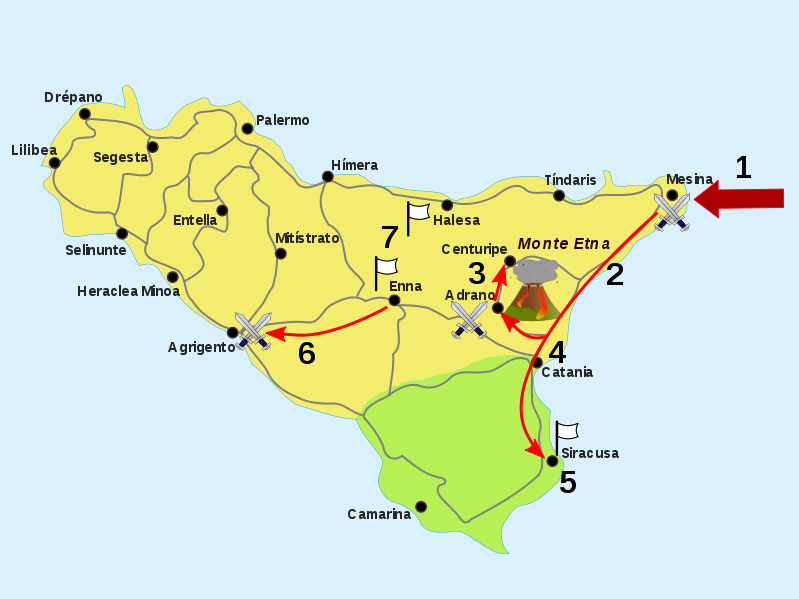 Drépano
Palermo
Lilibea
Segesta
Hímera
Tíndaris
Mesina
1
Entella
Halesa
Selinunte
Mitístrato
7
Centuripe
Monte Etna
3
2
Heraclea Minoa
Enna
Adrano
Agrigento
6
4
Catania
Siracusa
5
Camarina